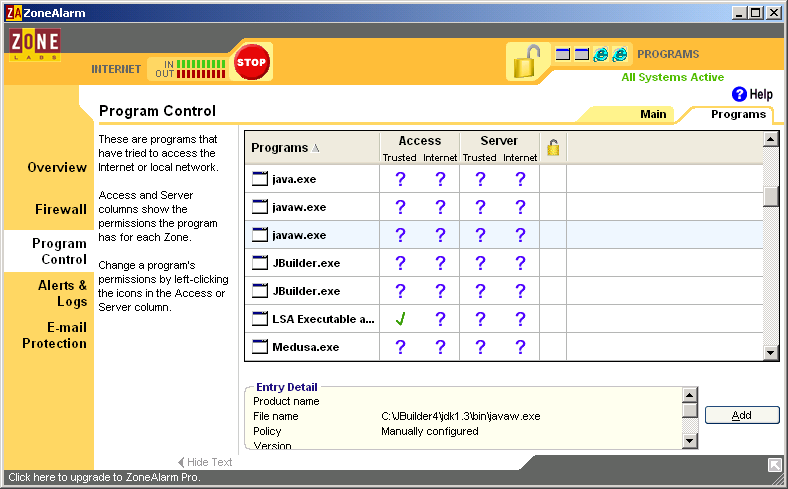 ZA ZoneAlarm
ZONE
LABS
INTERNET
IN
OUT
STOP
PROGRAMS
All Systems Active
? Help
Program Control
Main
Programs
These are programs that
have tried to access the
Internet or local network.
Access and Server
columns show the
permissions the program
has for each Zone.
Change a program's
permissions by left-clicking
the icons in the Access or
Server column.
Overview
Firewall
Program
Control
Alerts &
Logs
E-mail
Protection
Programs Access Server
Trusted Internet Trusted Internet
java.exe ? ? ? ?
javaw.exe ? ? ? ?
javaw.exe ? ? ? ?
JBuilder.exe ? ? ? ?
JBuilder.exe ? ? ? ?
LSA Executable a... ✓ ? ? ?
Medusa.exe ? ? ? ?
Entry Detail
Product name
File name C:\JBuilder4\jdk1.3\bin\javaw.exe
Policy Manually configured
Version
Add
Hide Text
Click here to upgrade to ZoneAlarm Pro.